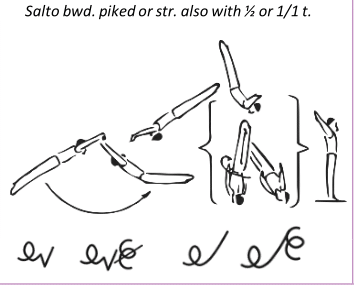 Salto bwd. piked or str. also with ½ or 1/1 t.